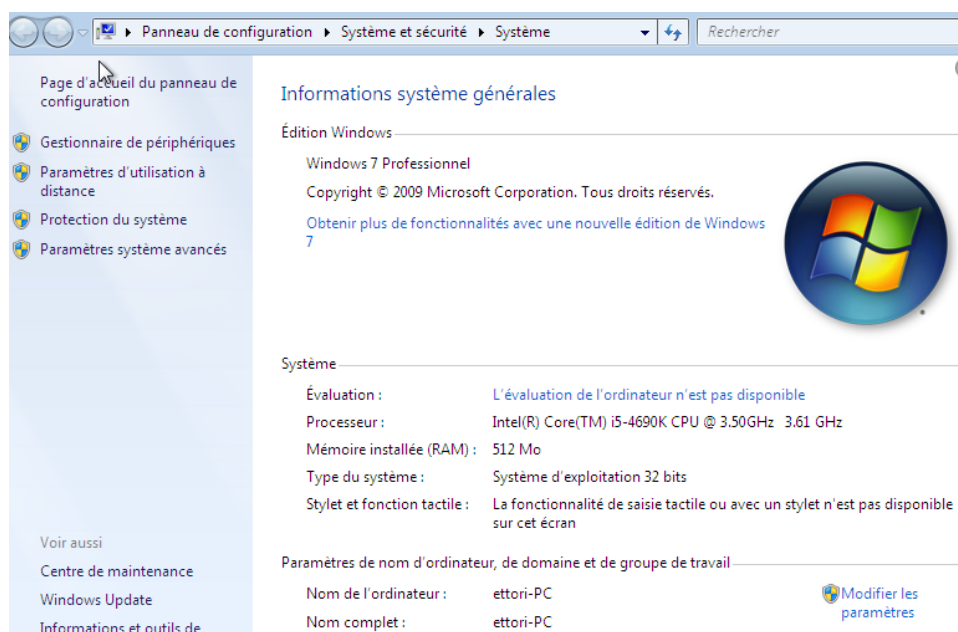 Panneau de configuration ▸ Système et sécurité ▸ Système
Rechercher
Page d'accueil du panneau de
configuration
Gestionnaire de périphériques
Paramètres d'utilisation à
distance
Protection du système
Paramètres système avancés
Voir aussi
Centre de maintenance
Windows Update
Informations et outils de
Informations système générales
Édition Windows
Windows 7 Professionnel
Copyright © 2009 Microsoft Corporation. Tous droits réservés.
Obtenir plus de fonctionnalités avec une nouvelle édition de Windows
7
Système
Évaluation : L'évaluation de l'ordinateur n'est pas disponible
Processeur : Intel(R) Core(TM) i5-4690K CPU @ 3.50GHz 3.61 GHz
Mémoire installée (RAM) : 512 Mo
Type du système : Système d'exploitation 32 bits
Stylet et fonction tactile : La fonctionnalité de saisie tactile ou avec un stylet n'est pas disponible
sur cet écran
Paramètres de nom d'ordinateur, de domaine et de groupe de travail
Nom de l'ordinateur : ettori-PC
Modifier les
paramètres
Nom complet : ettori-PC